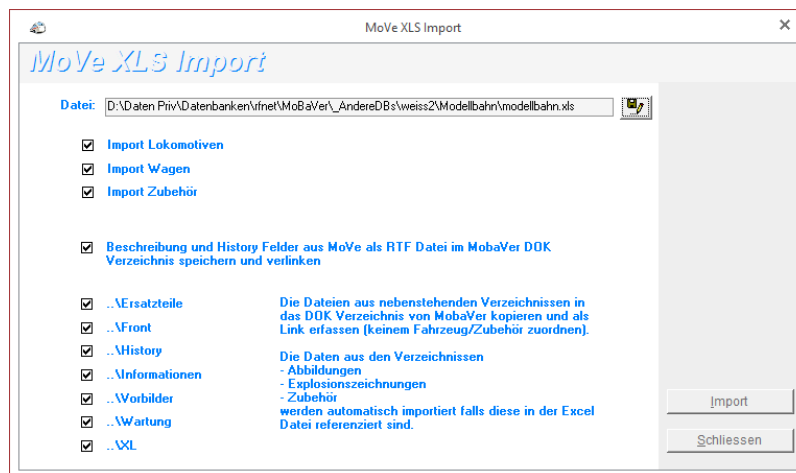 MoVe XLS Import
MoVe XLS Import
Datei: D:\Daten Priv\Datenbanken\rfnet\MoBaVer\_AndereDBs\weiss2\Modellbahn\modellbahn.xls
Import Lokomotiven
Import Wagen
Import Zubehör
Beschreibung und History Felder aus MoVe als RTF Datei im MobaVer DOK
Verzeichnis speichern und verlinken
..\Ersatzteile
..\Front
..\History
..\Informationen
..\Vorbilder
..\Wartung
..\XL
Die Dateien aus nebenstehenden Verzeichnissen in
das DOK Verzeichnis von MobaVer kopieren und als
Link erfassen (keinem Fahrzeug/Zubehör zuordnen).
Die Daten aus den Verzeichnissen
- Abbildungen
- Explosionszeichnungen
- Zubehör
werden automatisch importiert falls diese in der Excel
Datei referenziert sind.
Import
Schliessen